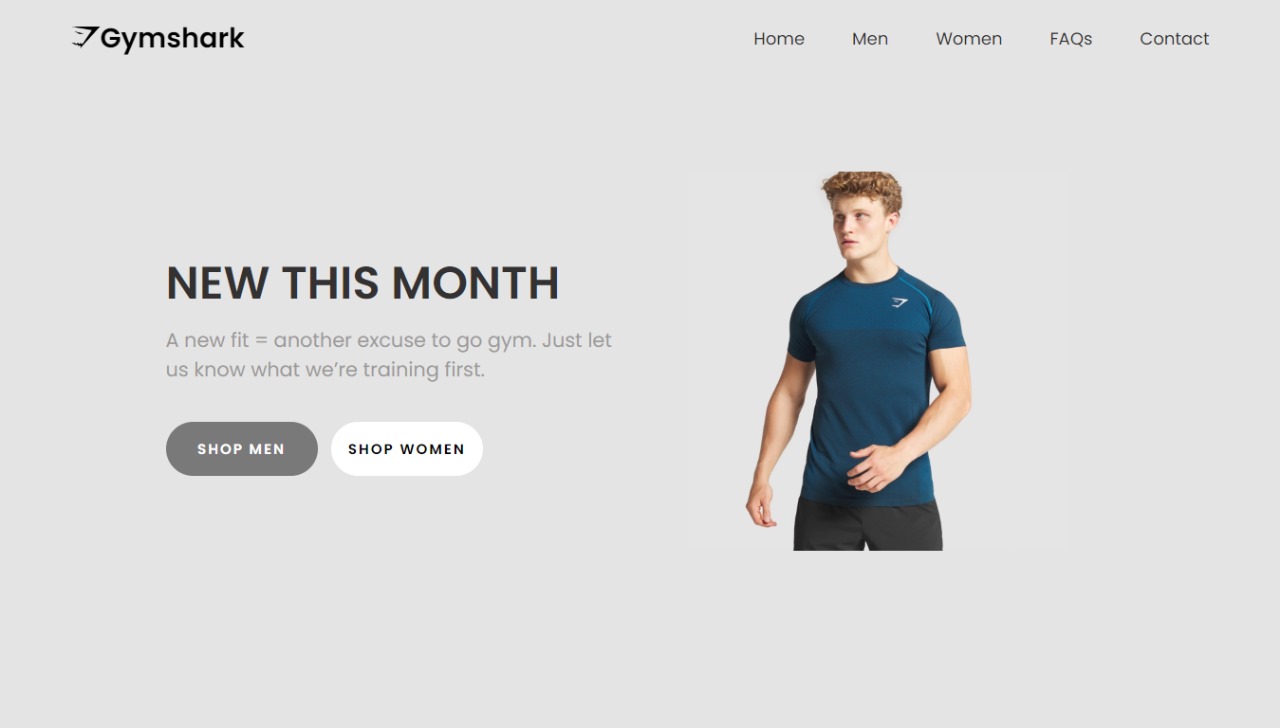 Gymshark
Home Men Women FAQs Contact
NEW THIS MONTH
A new fit = another excuse to go gym. Just let
us know what we’re training first.
SHOP MEN
SHOP WOMEN